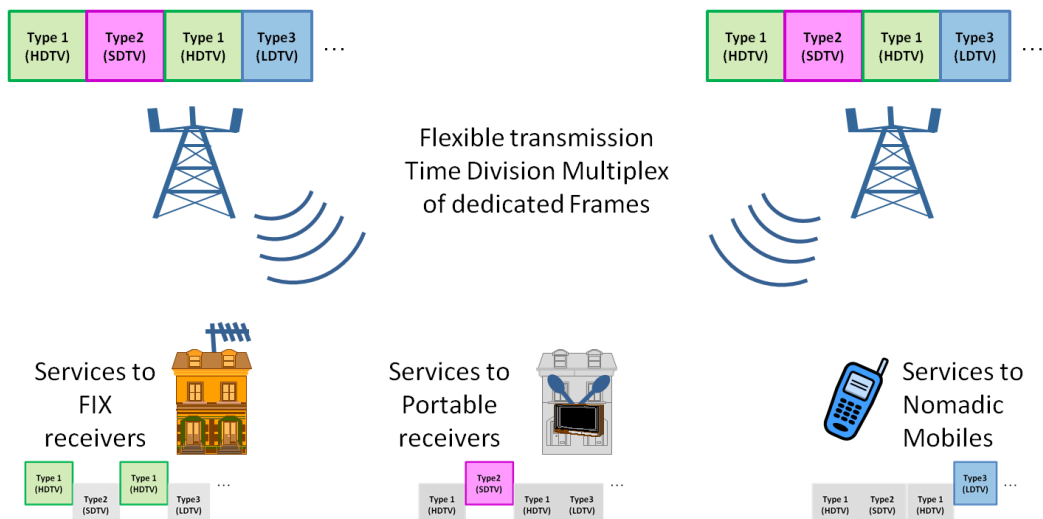 Type 1 Type2 Type 1 Type3
(HDTV) (SDTV) (HDTV) (LDTV) ...
Type 1 Type2 Type 1 Type3
(HDTV) (SDTV) (HDTV) (LDTV) ...
Flexible transmission
Time Division Multiplex
of dedicated Frames
Services to
FIX
receivers
Type 1
(HDTV)
Type2
(SDTV)
Type 1
(HDTV)
Type3
(LDTV)
...
Services to
Portable
receivers
Type 1
(HDTV)
Type2
(SDTV)
Type 1
(HDTV)
Type3
(LDTV)
...
Services to
Nomadic
Mobiles
Type 1
(HDTV)
Type2
(SDTV)
Type 1
(HDTV)
Type3
(LDTV)
...